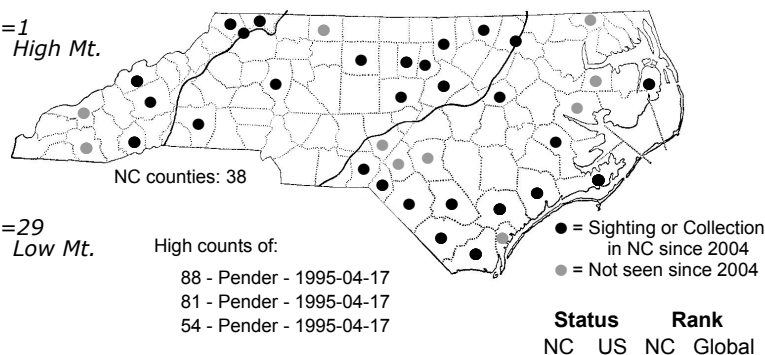 =1
High Mt.
NC counties: 38
=29
Low Mt.
High counts of:
88 - Pender - 1995-04-17
81 - Pender - 1995-04-17
54 - Pender - 1995-04-17
● = Sighting or Collection
in NC since 2004
● = Not seen since 2004
Status Rank
NC US NC Global